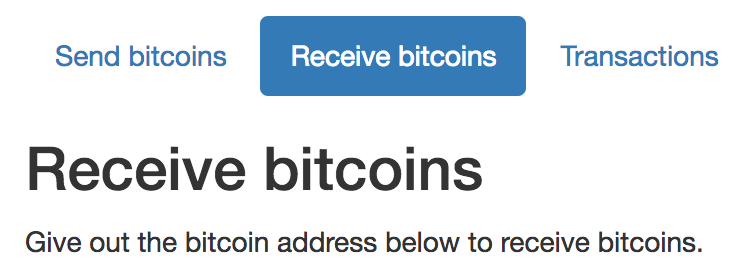 Send bitcoins Receive bitcoins Transactions
Receive bitcoins
Give out the bitcoin address below to receive bitcoins.